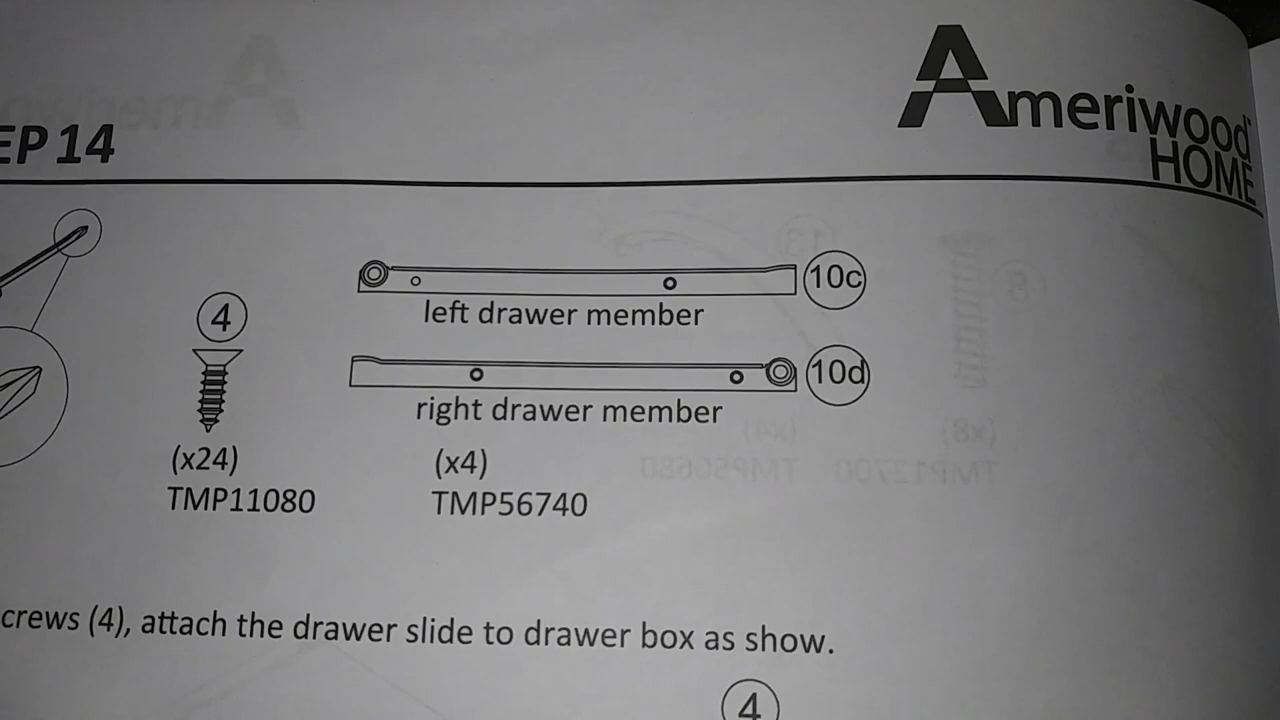 Ameriwood
HOME
EP 14
10c
left drawer member
4
10d
right drawer member
(x24)
TMP11080
(x4)
TMP56740
crews (4), attach the drawer slide to drawer box as show.
4